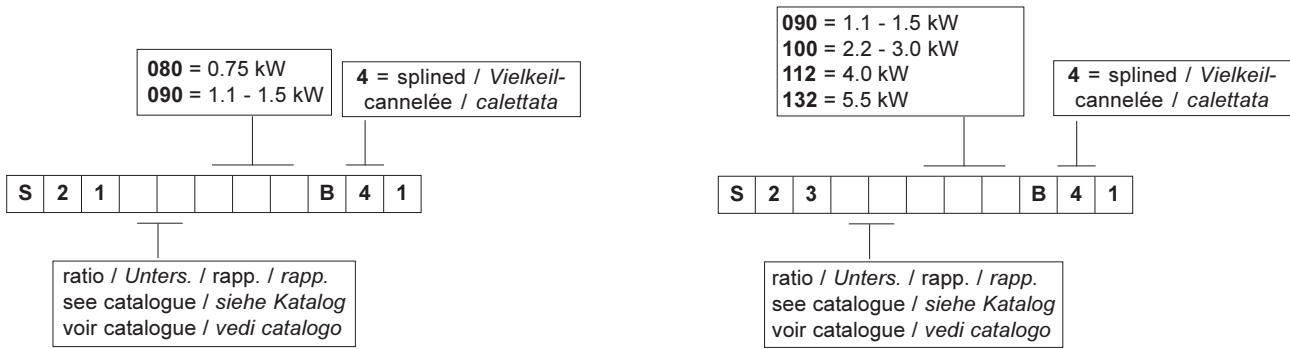 080 = 0.75 kW
090 = 1.1 - 1.5 kW
4 = splined / Vielkeil-
cannelée / calettata
S 2 1 B 4 1
ratio / Unters. / rapp. / rapp.
see catalogue / siehe Katalog
voir catalogue / vedi catalogo
090 = 1.1 - 1.5 kW
100 = 2.2 - 3.0 kW
112 = 4.0 kW
132 = 5.5 kW
4 = splined / Vielkeil-
cannelée / calettata
S 2 3 B 4 1
ratio / Unters. / rapp. / rapp.
see catalogue / siehe Katalog
voir catalogue / vedi catalogo